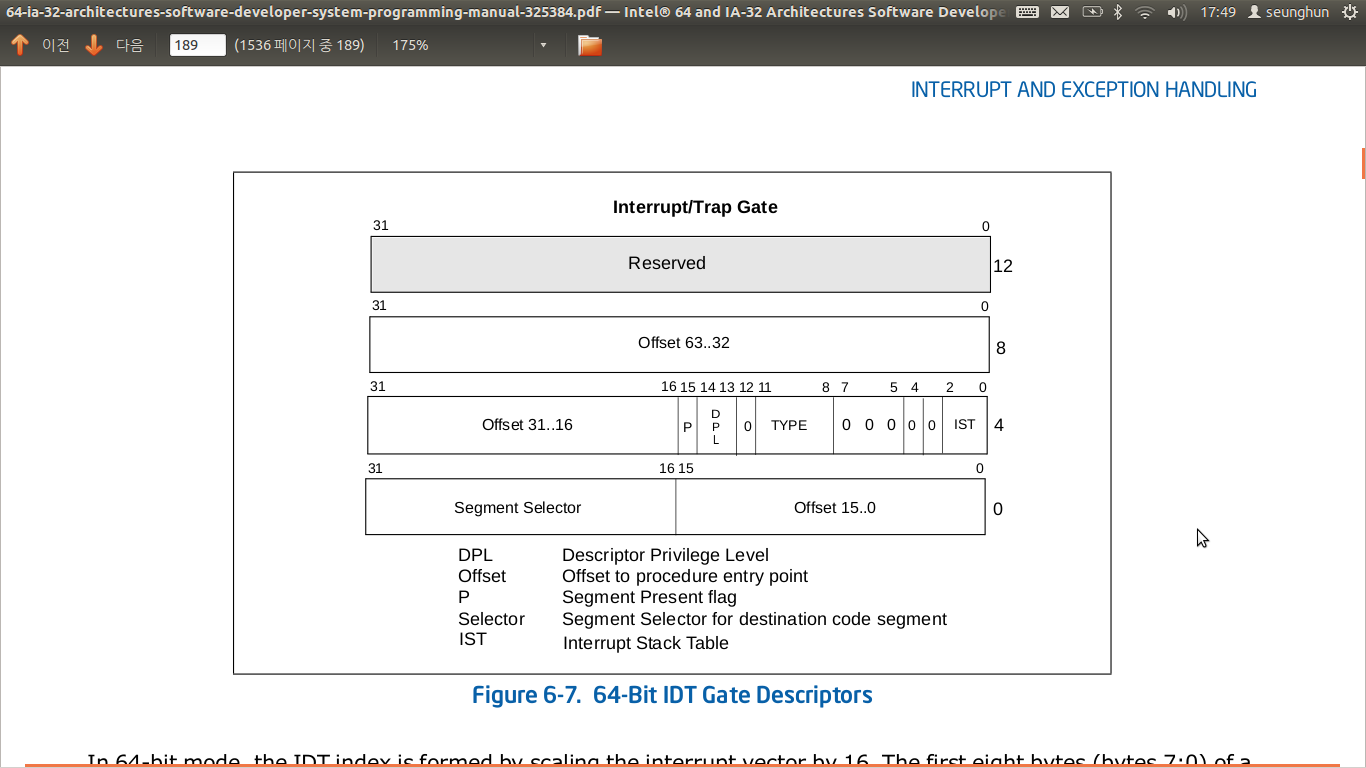 64-ia-32-architectures-software-developer-system-programming-manual-325384.pdf — Intel® 64 and IA-32 Architectures Software Develope 17:49 seunghun
이전 다음 189 (1536 페이지 중 189) 175%
INTERRUPT AND EXCEPTION HANDLING
Interrupt/Trap Gate
31 0
Reserved 12
31 0
Offset 63..32 8
31 16 15 14 13 12 11 8 7 5 4 2 0
Offset 31..16 P DPL 0 TYPE 0 0 0 0 0 IST 4
31 16 15 0
Segment Selector Offset 15..0 0
DPL Descriptor Privilege Level
Offset Offset to procedure entry point
P Segment Present flag
Selector Segment Selector for destination code segment
IST Interrupt Stack Table
Figure 6-7. 64-Bit IDT Gate Descriptors
In 64-bit mode, the IDT index is formed by scaling the interrupt vector by 16. The first eight bytes (bytes 7:0) of a